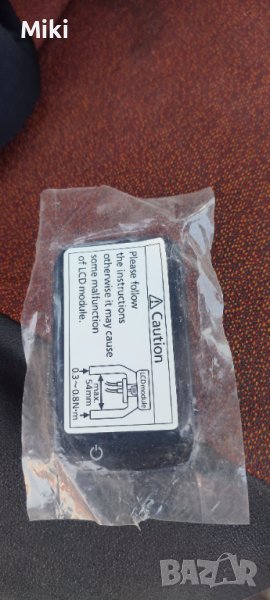 Miki
⚠ Caution
Please follow
the instructions
otherwise it may cause
some malfunction
of LCD module.
LCD module
max.
54mm
0.3～0.8N·m
BAZAR